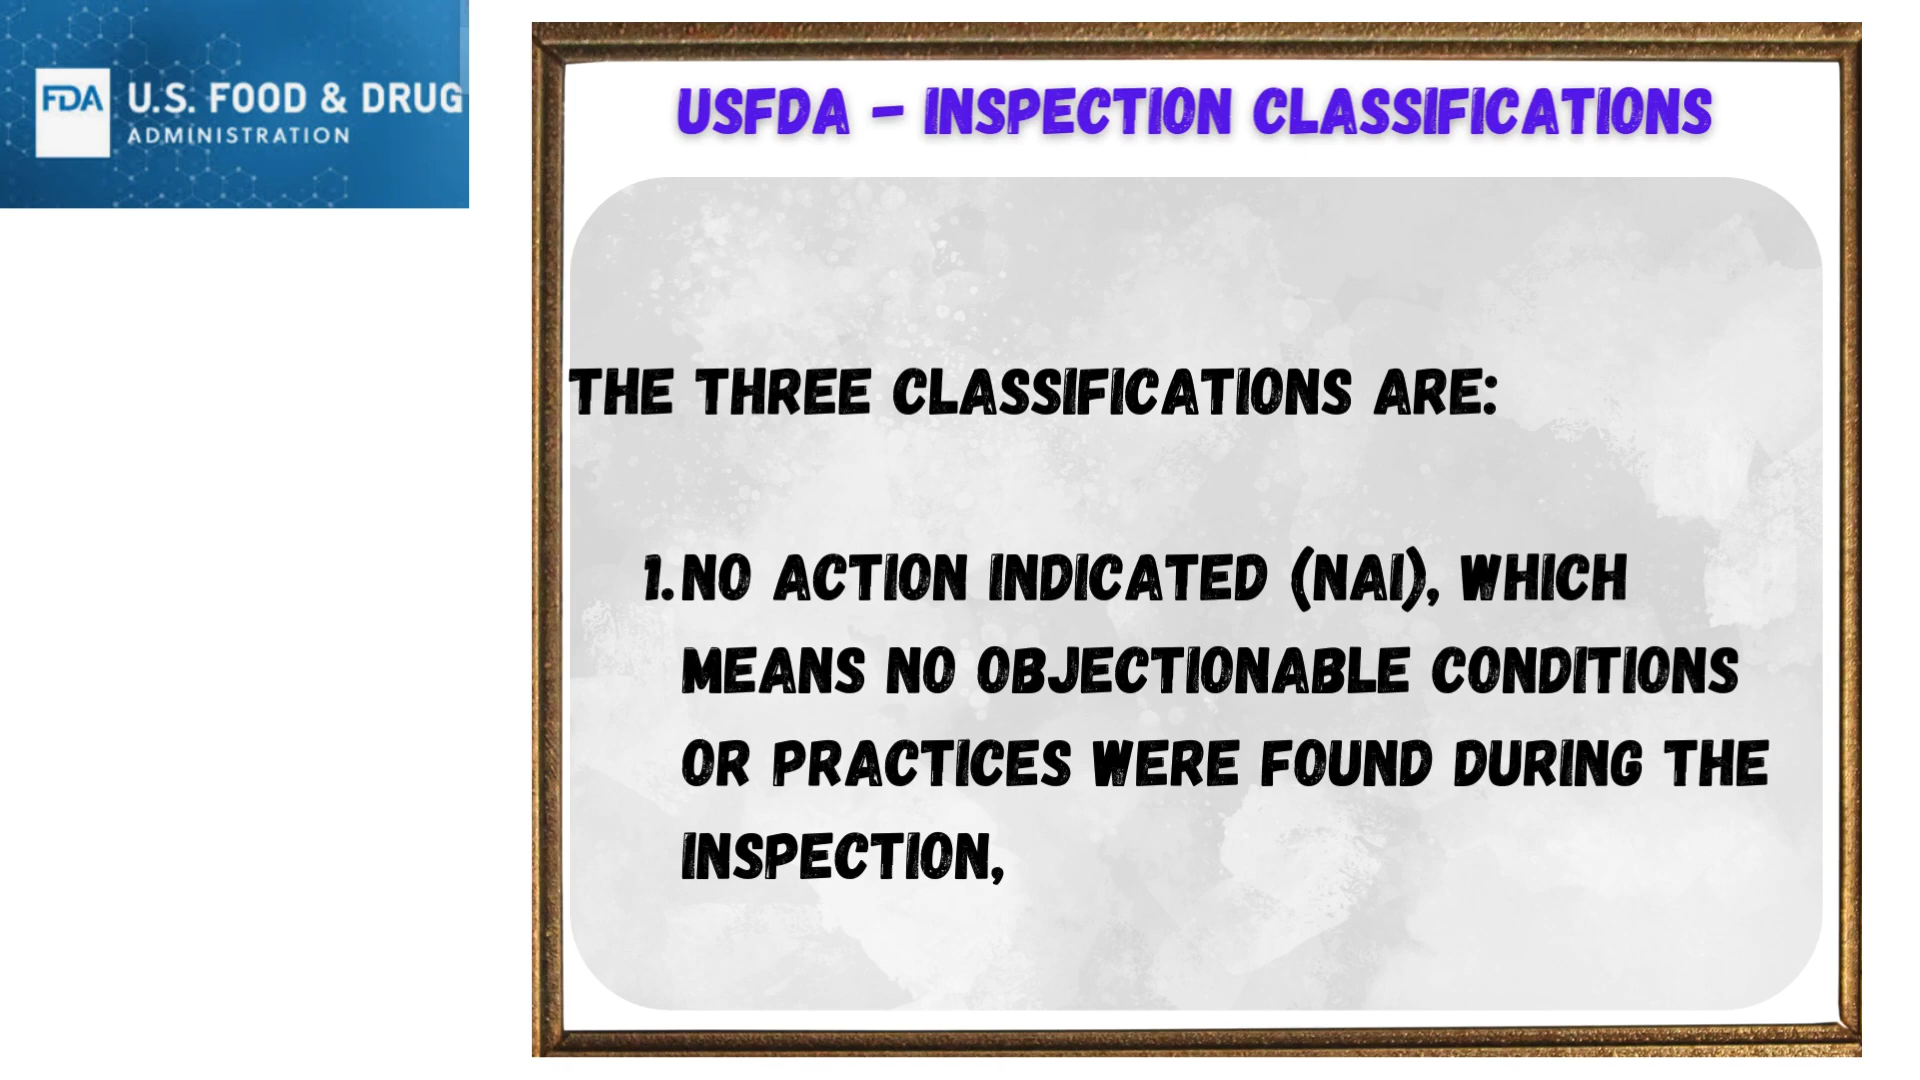 FDA U.S. FOOD & DRUG
ADMINISTRATION
USFDA – INSPECTION CLASSIFICATIONS
THE THREE CLASSIFICATIONS ARE:
1. NO ACTION INDICATED (NAI), WHICH
MEANS NO OBJECTIONABLE CONDITIONS
OR PRACTICES WERE FOUND DURING THE
INSPECTION,